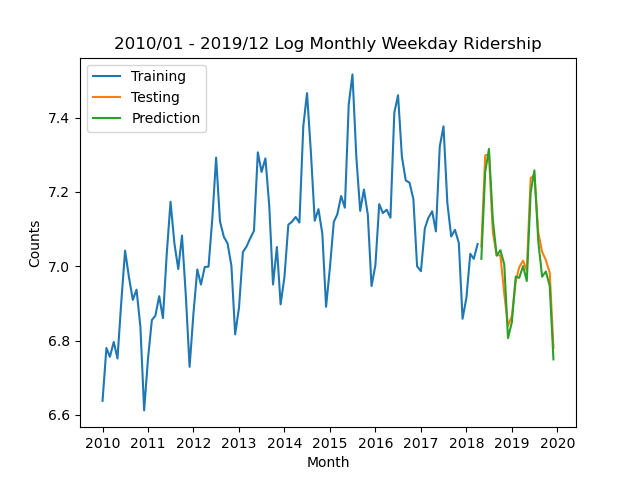 2010/01 - 2019/12 Log Monthly Weekday Ridership
Training
Testing
Prediction
7.4
7.2
7.0
6.8
6.6
Counts
2010 2011 2012 2013 2014 2015 2016 2017 2018 2019 2020
Month